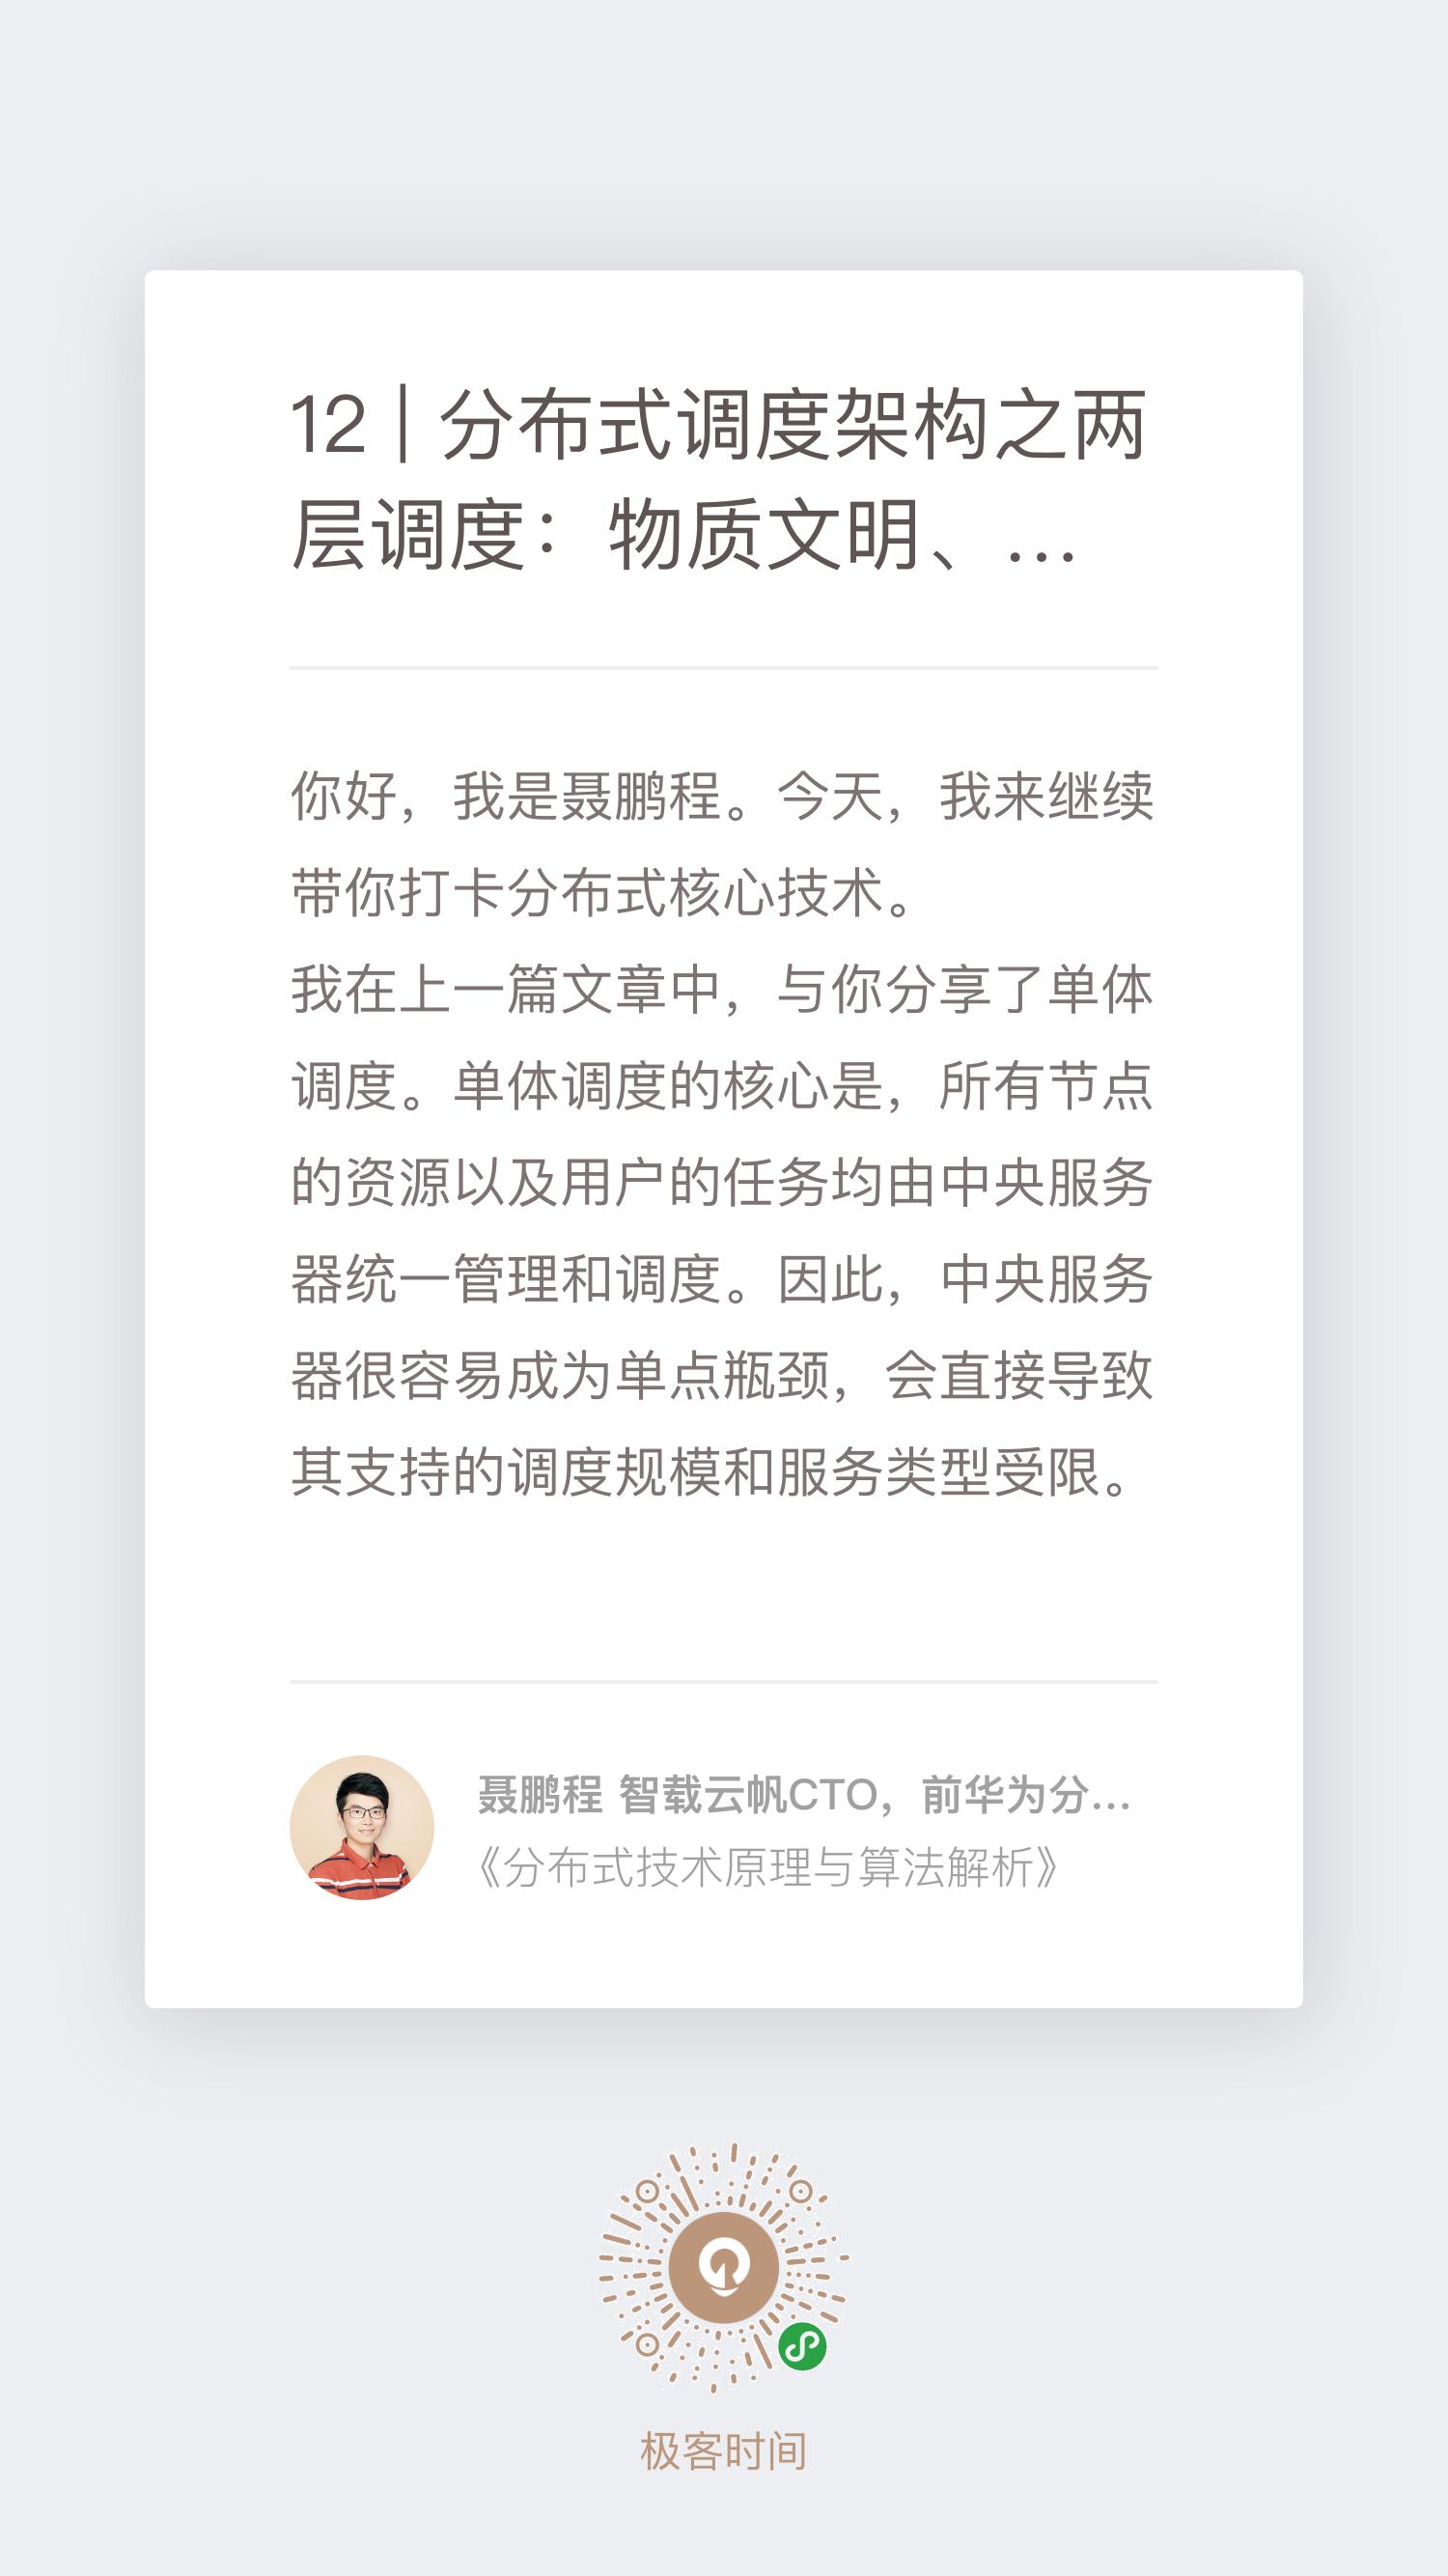 12 | 分布式调度架构之两
层调度：物质文明、...
你好，我是聂鹏程。今天，我来继续
带你打卡分布式核心技术。
我在上一篇文章中，与你分享了单体
调度。单体调度的核心是，所有节点
的资源以及用户的任务均由中央服务
器统一管理和调度。因此，中央服务
器很容易成为单点瓶颈，会直接导致
其支持的调度规模和服务类型受限。
聂鹏程 智载云帆CTO，前华为分...
《分布式技术原理与算法解析》
极客时间